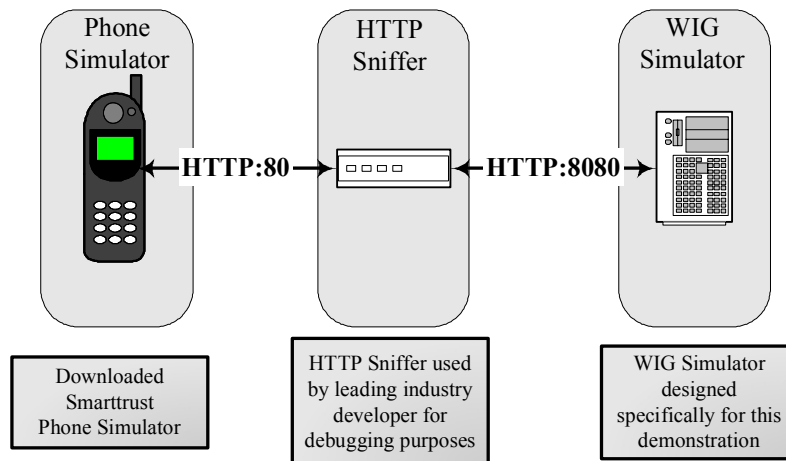 Phone
Simulator
HTTP
Sniffer
WIG
Simulator
HTTP:80
HTTP:8080
Downloaded
Smarttrust
Phone Simulator
HTTP Sniffer used
by leading industry
developer for
debugging purposes
WIG Simulator
designed
specifically for this
demonstration